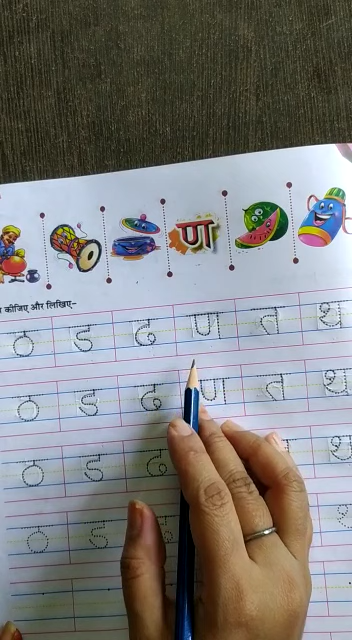 ण
कीजिए और लिखिए-
ठ ड ढ ण त थ
ठ ड ढ ण त थ
ठ ड ढ थ
ठ ड